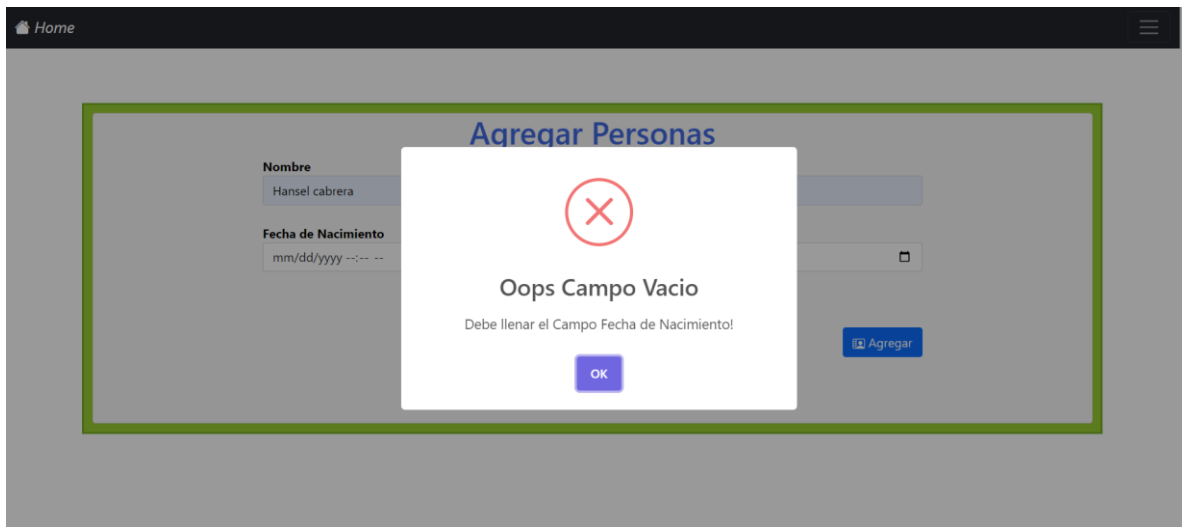 Home
Agregar Personas
Nombre
Hansel cabrera
Fecha de Nacimiento
mm/dd/yyyy --:-- --
Oops Campo Vacio
Debe llenar el Campo Fecha de Nacimiento!
Agregar
OK